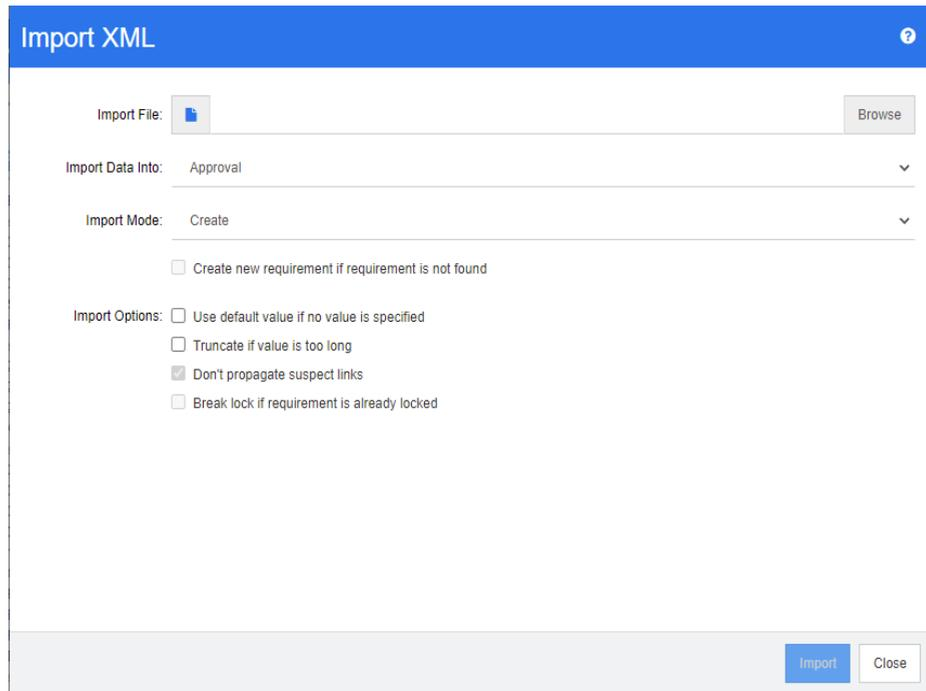 Import XML
Import File: Browse
Import Data Into: Approval
Import Mode: Create
Create new requirement if requirement is not found
Import Options: Use default value if no value is specified
Truncate if value is too long
Don't propagate suspect links
Break lock if requirement is already locked
Import Close